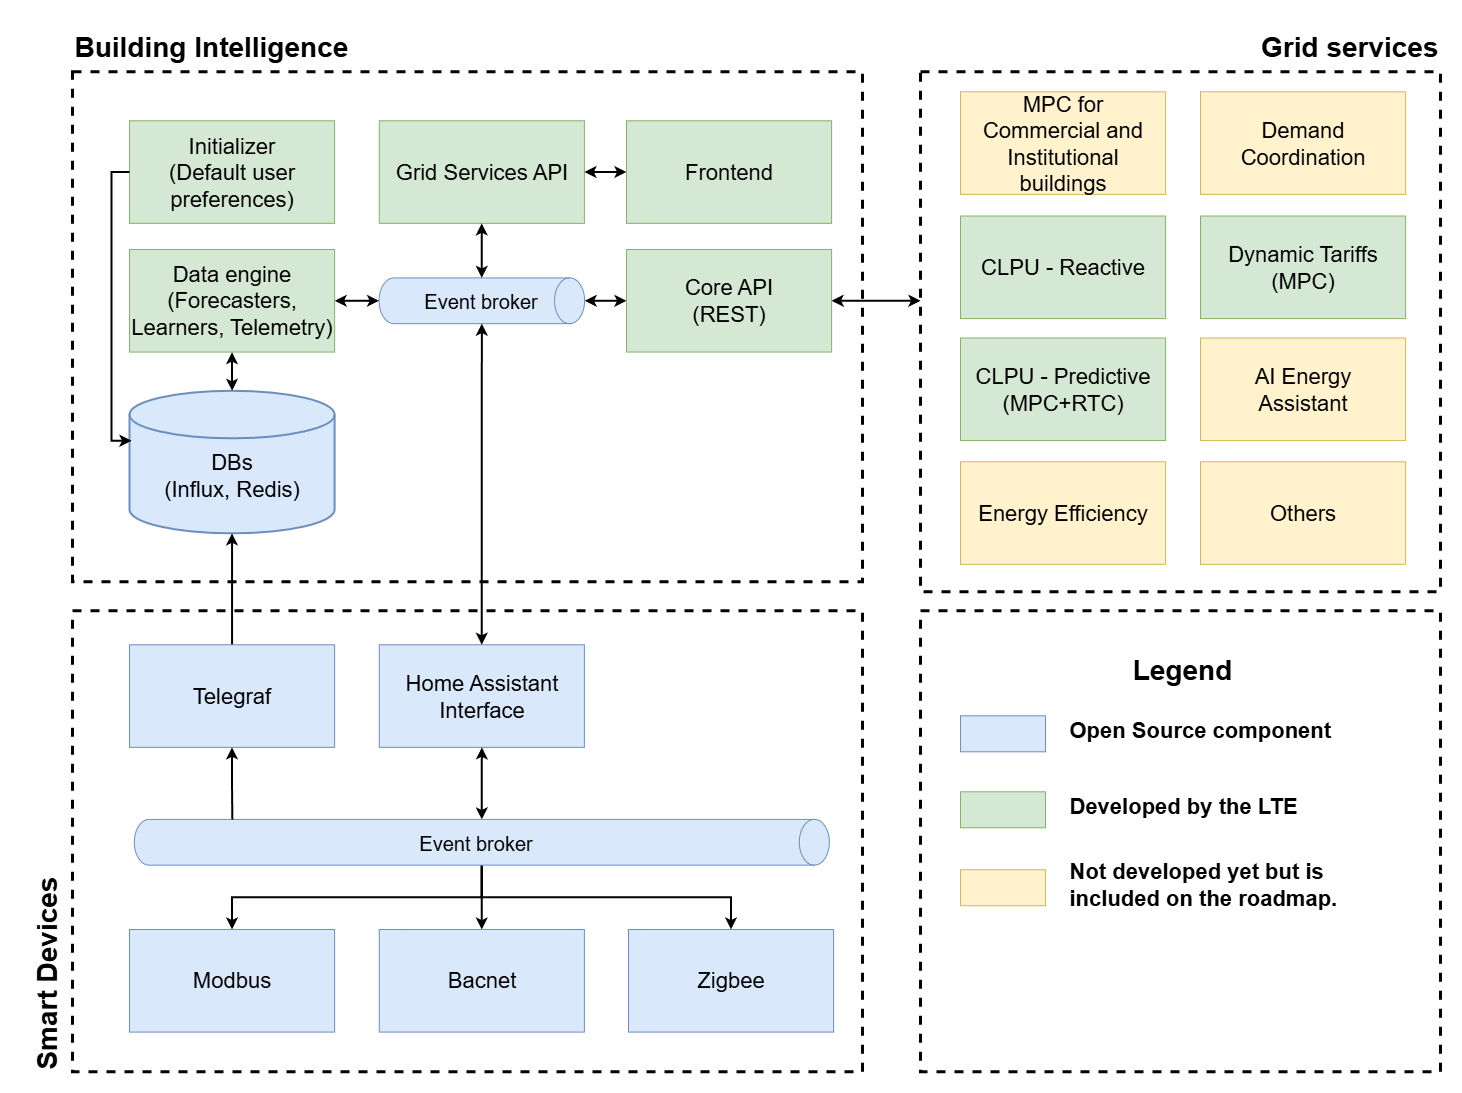 Building Intelligence
Initializer
(Default user
preferences)
Grid Services API
Frontend
Data engine
(Forecasters,
Learners, Telemetry)
Event broker
Core API
(REST)
DBs
(Influx, Redis)
Grid services
MPC for
Commercial and
Institutional
buildings
Demand
Coordination
CLPU - Reactive
Dynamic Tariffs
(MPC)
CLPU - Predictive
(MPC+RTC)
AI Energy
Assistant
Energy Efficiency
Others
Smart Devices
Telegraf
Home Assistant
Interface
Event broker
Modbus
Bacnet
Zigbee
Legend
Open Source component
Developed by the LTE
Not developed yet but is
included on the roadmap.